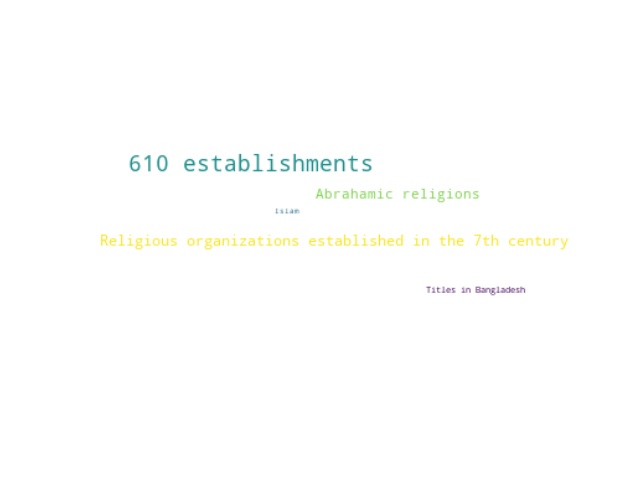 610 establishments
Abrahamic religions
Islam
Religious organizations established in the 7th century
Titles in Bangladesh